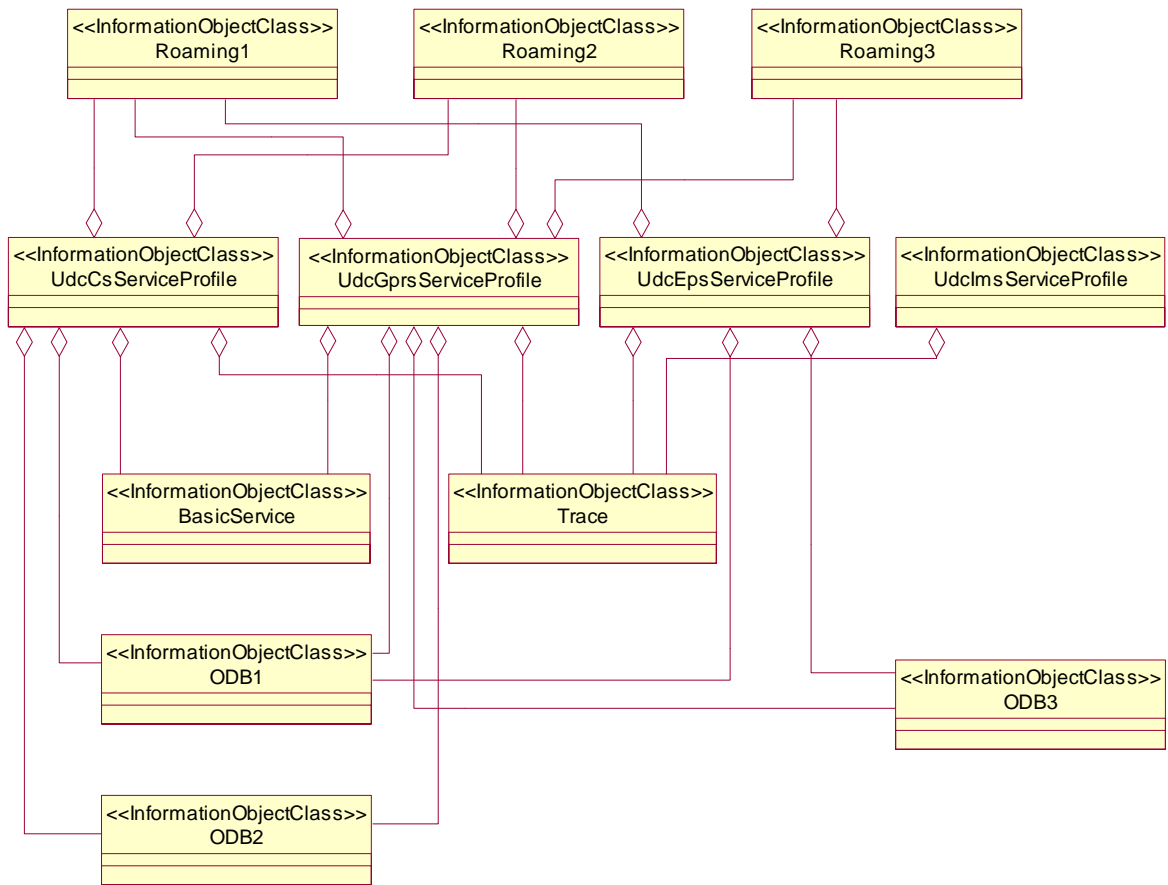 <<InformationObjectClass>>
Roaming1
<<InformationObjectClass>>
Roaming2
<<InformationObjectClass>>
Roaming3
<<InformationObjectClass>>
UdcCsServiceProfile
<<InformationObjectClass>>
UdcGprsServiceProfile
<<InformationObjectClass>>
UdcEpsServiceProfile
<<InformationObjectClass>>
UdcImsServiceProfile
<<InformationObjectClass>>
BasicService
<<InformationObjectClass>>
Trace
<<InformationObjectClass>>
ODB1
<<InformationObjectClass>>
ODB3
<<InformationObjectClass>>
ODB2